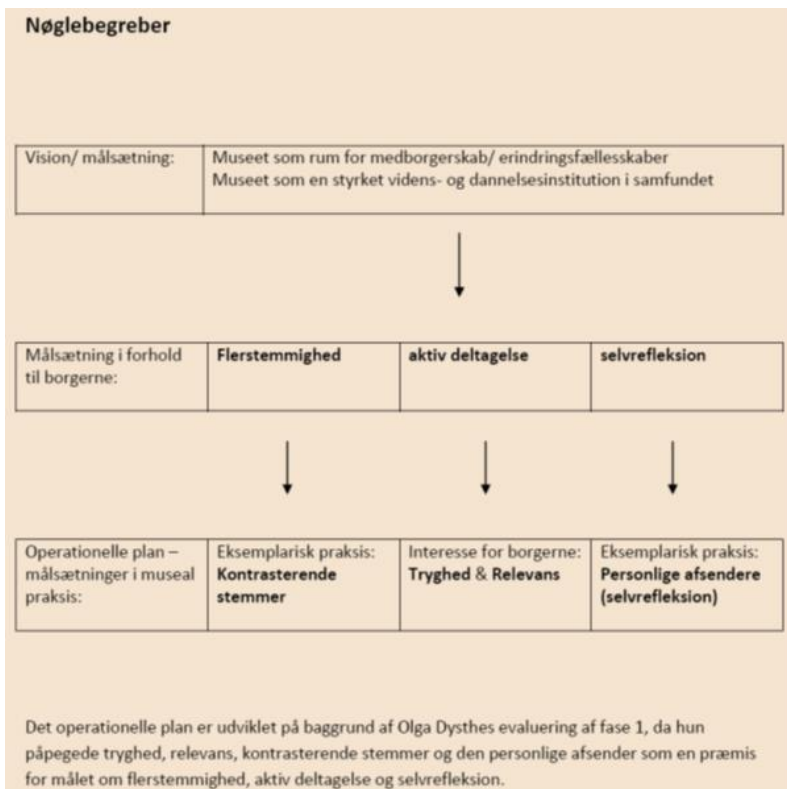 Nøglebegreber
Vision/ målsætning:
Museet som rum for medborgerskab/ erindringsfællesskaber
Museet som en styrket videns- og dannelsesinstitution i samfundet
Målsætning i forhold
til borgerne:
Flerstemmighed
aktiv deltagelse
selvrefleksion
Operationelle plan –
målsætninger i museal
praksis:
Eksemplarisk praksis:
Kontrasterende
stemmer
Interesse for borgerne:
Tryghed & Relevans
Eksemplarisk praksis:
Personlige afsendere
(selvrefleksion)
Det operationelle plan er udviklet på baggrund af Olga Dysthes evaluering af fase 1, da hun
påpegede tryghed, relevans, kontrasterende stemmer og den personlige afsender som en præmis
for målet om flerstemmighed, aktiv deltagelse og selvrefleksion.